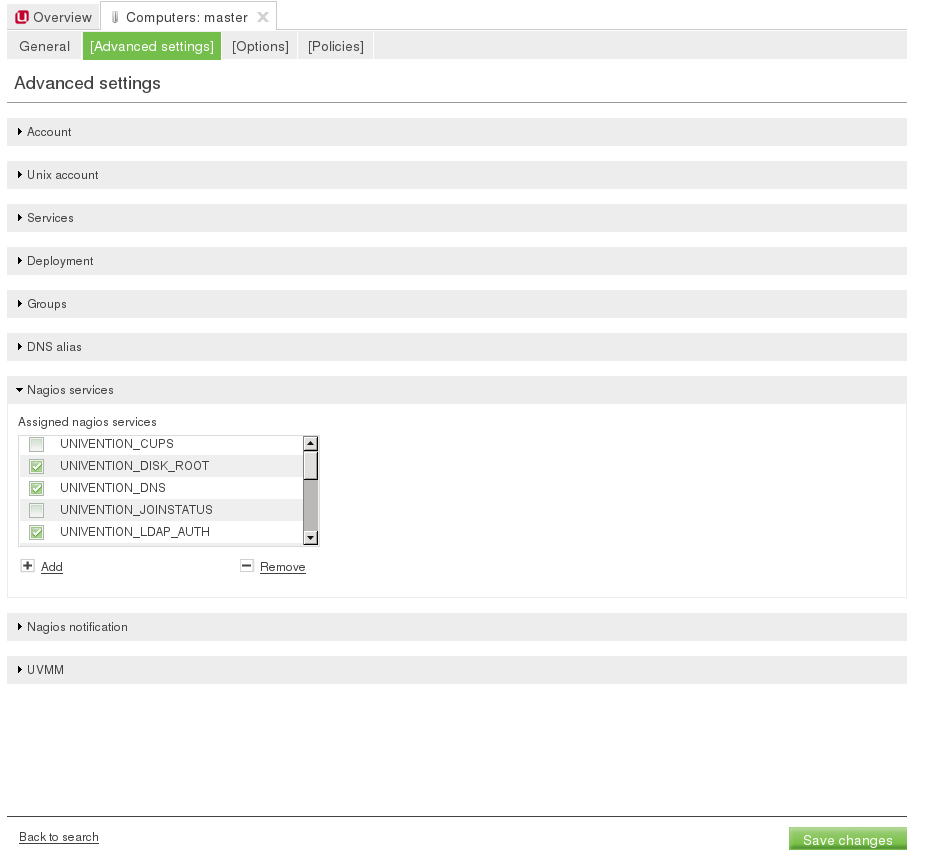 Overview Computers: master
General [Advanced settings] [Options] [Policies]
Advanced settings
Account
Unix account
Services
Deployment
Groups
DNS alias
Nagios services
Assigned nagios services
UNIVENTION_CUPS
UNIVENTION_DISK_ROOT
UNIVENTION_DNS
UNIVENTION_JOINSTATUS
UNIVENTION_LDAP_AUTH
Add Remove
Nagios notification
UVMM
Back to search Save changes